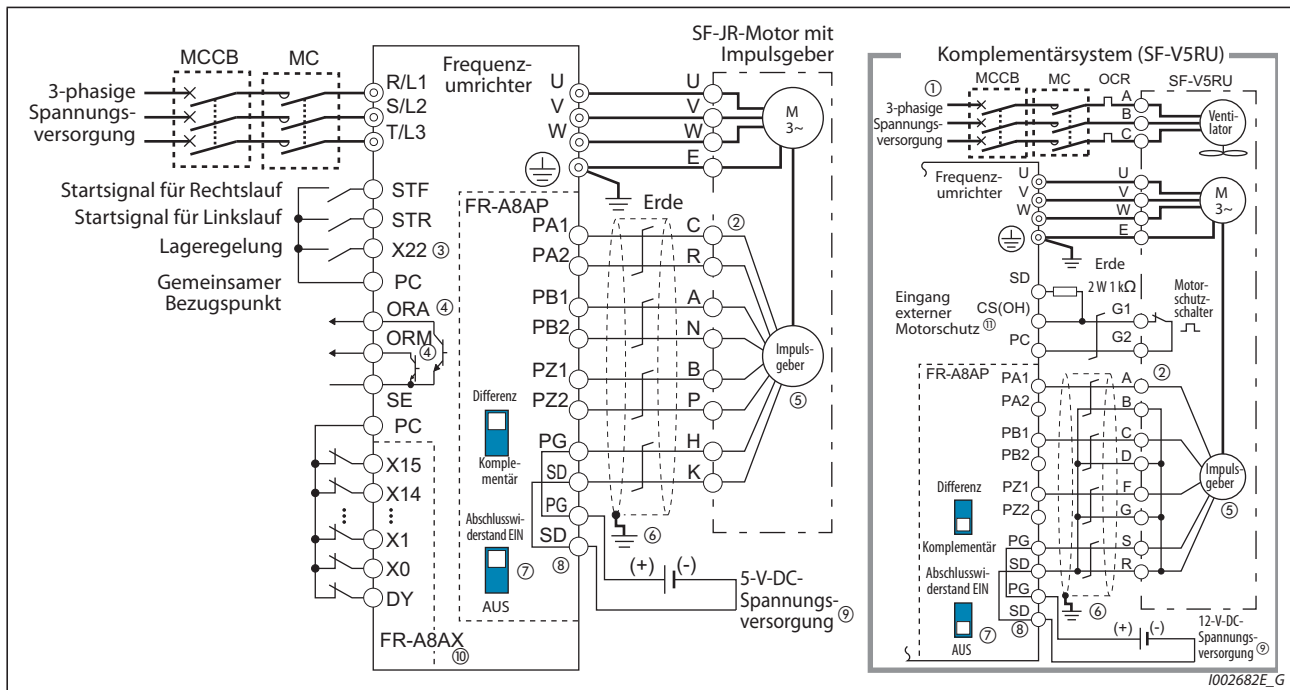 SF-JR-Motor mit
Impulsgeber
MCCB
MC
Frequenz-
umrichter
3-phasige
Spannungs-
versorgung
R/L1
S/L2
T/L3
U
V
W
U
V
W
E
M
3~
Startsignal für Rechtslauf
STF
Startsignal für Linkslauf
STR
Lageregelung
X22 ③
Gemeinsamer
Bezugspunkt
PC
ORA ④
ORM
④
SE
PC
X15
X14
X1
X0
DY
FR-A8AX
⑩
FR-A8AP
Erde
PA1
C
②
PA2
R
PB1
A
PB2
N
PZ1
B
PZ2
P
PG
H
SD
K
PG
SD
Impuls-
geber
⑤
Differenz
Komple-
mentär
Abschlusswi-
derstand EIN
⑦
AUS
⑧
⑥
(+)
(-)
5-V-DC-
Spannungs-
versorgung ⑨
Komplementärsystem (SF-V5RU)
①
MCCB
MC
OCR
SF-V5RU
3-phasige
Spannungs-
versorgung
A
B
C
Venti-
lator
Frequenz-
umrichter
U
V
W
U
V
W
E
M
3~
Erde
SD
2 W 1 kΩ
Eingang
externer
Motorschutz ⑪
CS(OH)
PC
G1
G2
Motor-
schutz-
schalter
FR-A8AP
PA1
A
②
PA2
B
PB1
C
PB2
D
PZ1
F
PZ2
G
PG
S
SD
R
PG
SD
Impuls-
geber
⑤
Differenz
Komplementär
Abschlusswi-
derstand EIN
⑦
AUS
⑧
⑥
(+)
(-)
12-V-DC-
Spannungs-
versorgung ⑨
I002682E_G